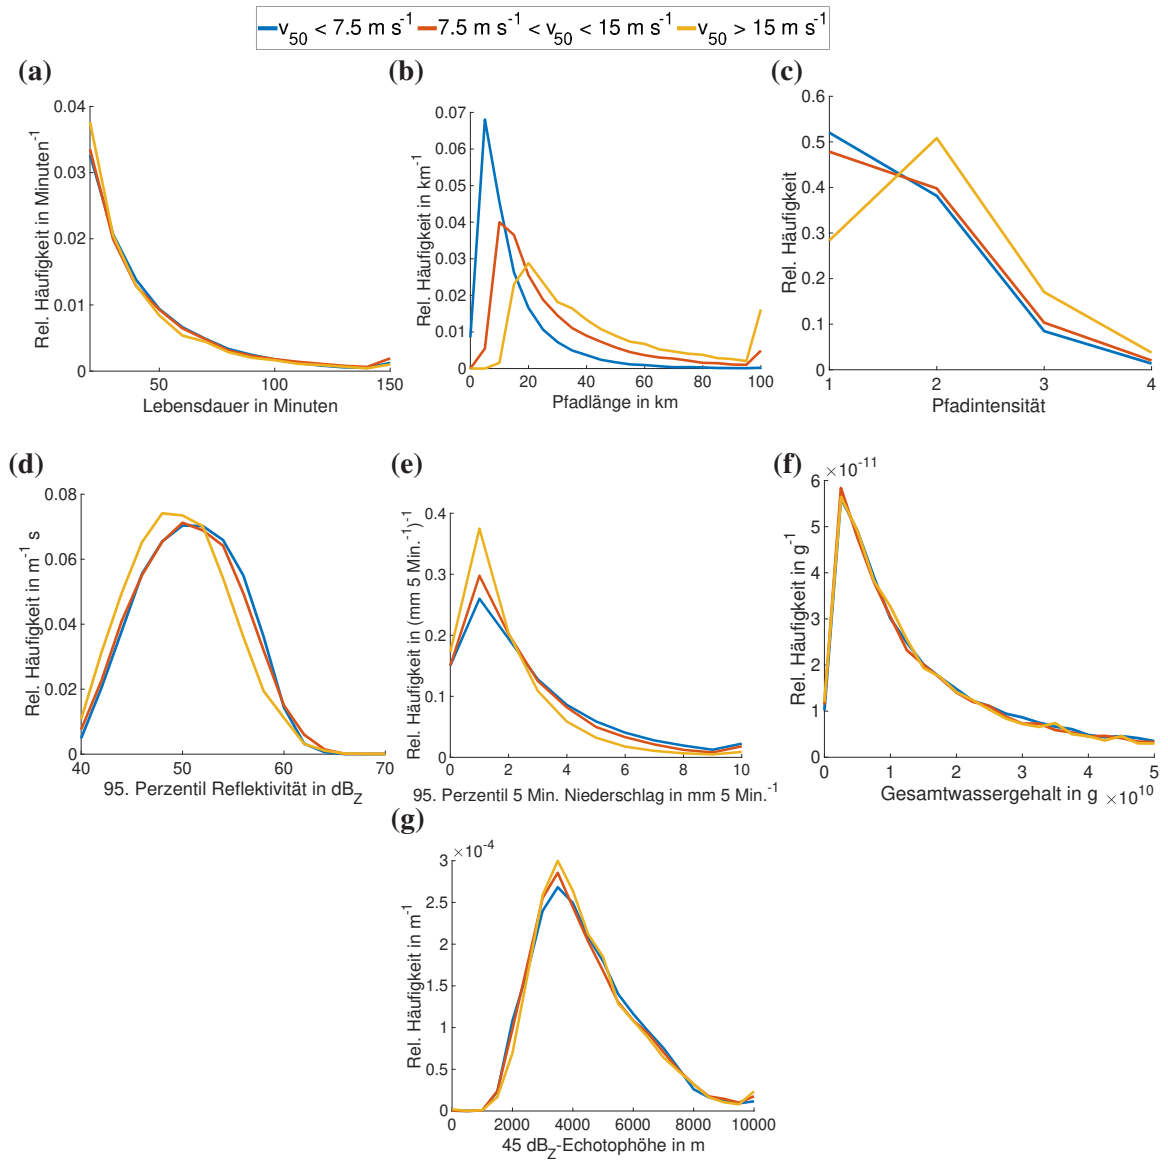 v50 < 7.5 m s-1 7.5 m s-1 < v50 < 15 m s-1 v50 > 15 m s-1
(a)
Rel. Häufigkeit in Minuten-1
0.04
0.03
0.02
0.01
0
50 100 150
Lebensdauer in Minuten
(b)
Rel. Häufigkeit in km-1
0.07
0.06
0.05
0.04
0.03
0.02
0.01
0
0 20 40 60 80 100
Pfadlänge in km
(c)
Rel. Häufigkeit
0.6
0.5
0.4
0.3
0.2
0.1
0
1 2 3 4
Pfadintensität
(d)
Rel. Häufigkeit in m-1 s
0.08
0.06
0.04
0.02
0
40 50 60 70
95. Perzentil Reflektivität in dBZ
(e)
Rel. Häufigkeit in (mm 5 Min.-1)-1
0.4
0.3
0.2
0.1
0
0 2 4 6 8 10
95. Perzentil 5 Min. Niederschlag in mm 5 Min.-1
(f)
×10-11
Rel. Häufigkeit in g-1
6
5
4
3
2
1
0
0 1 2 3 4 5
Gesamtwassergehalt in g ×1010
(g)
×10-4
Rel. Häufigkeit in m-1
3
2.5
2
1.5
1
0.5
0
0 2000 4000 6000 8000 10000
45 dBZ-Echotophöhe in m